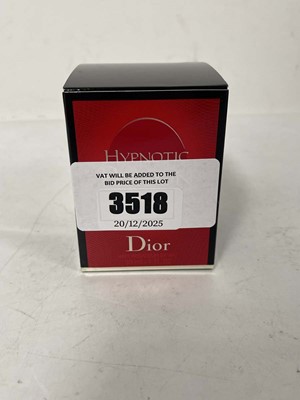 HYPNOTIC
VAT WILL BE ADDED TO THE
BID PRICE OF THIS LOT
3518
20/12/2025
Dior